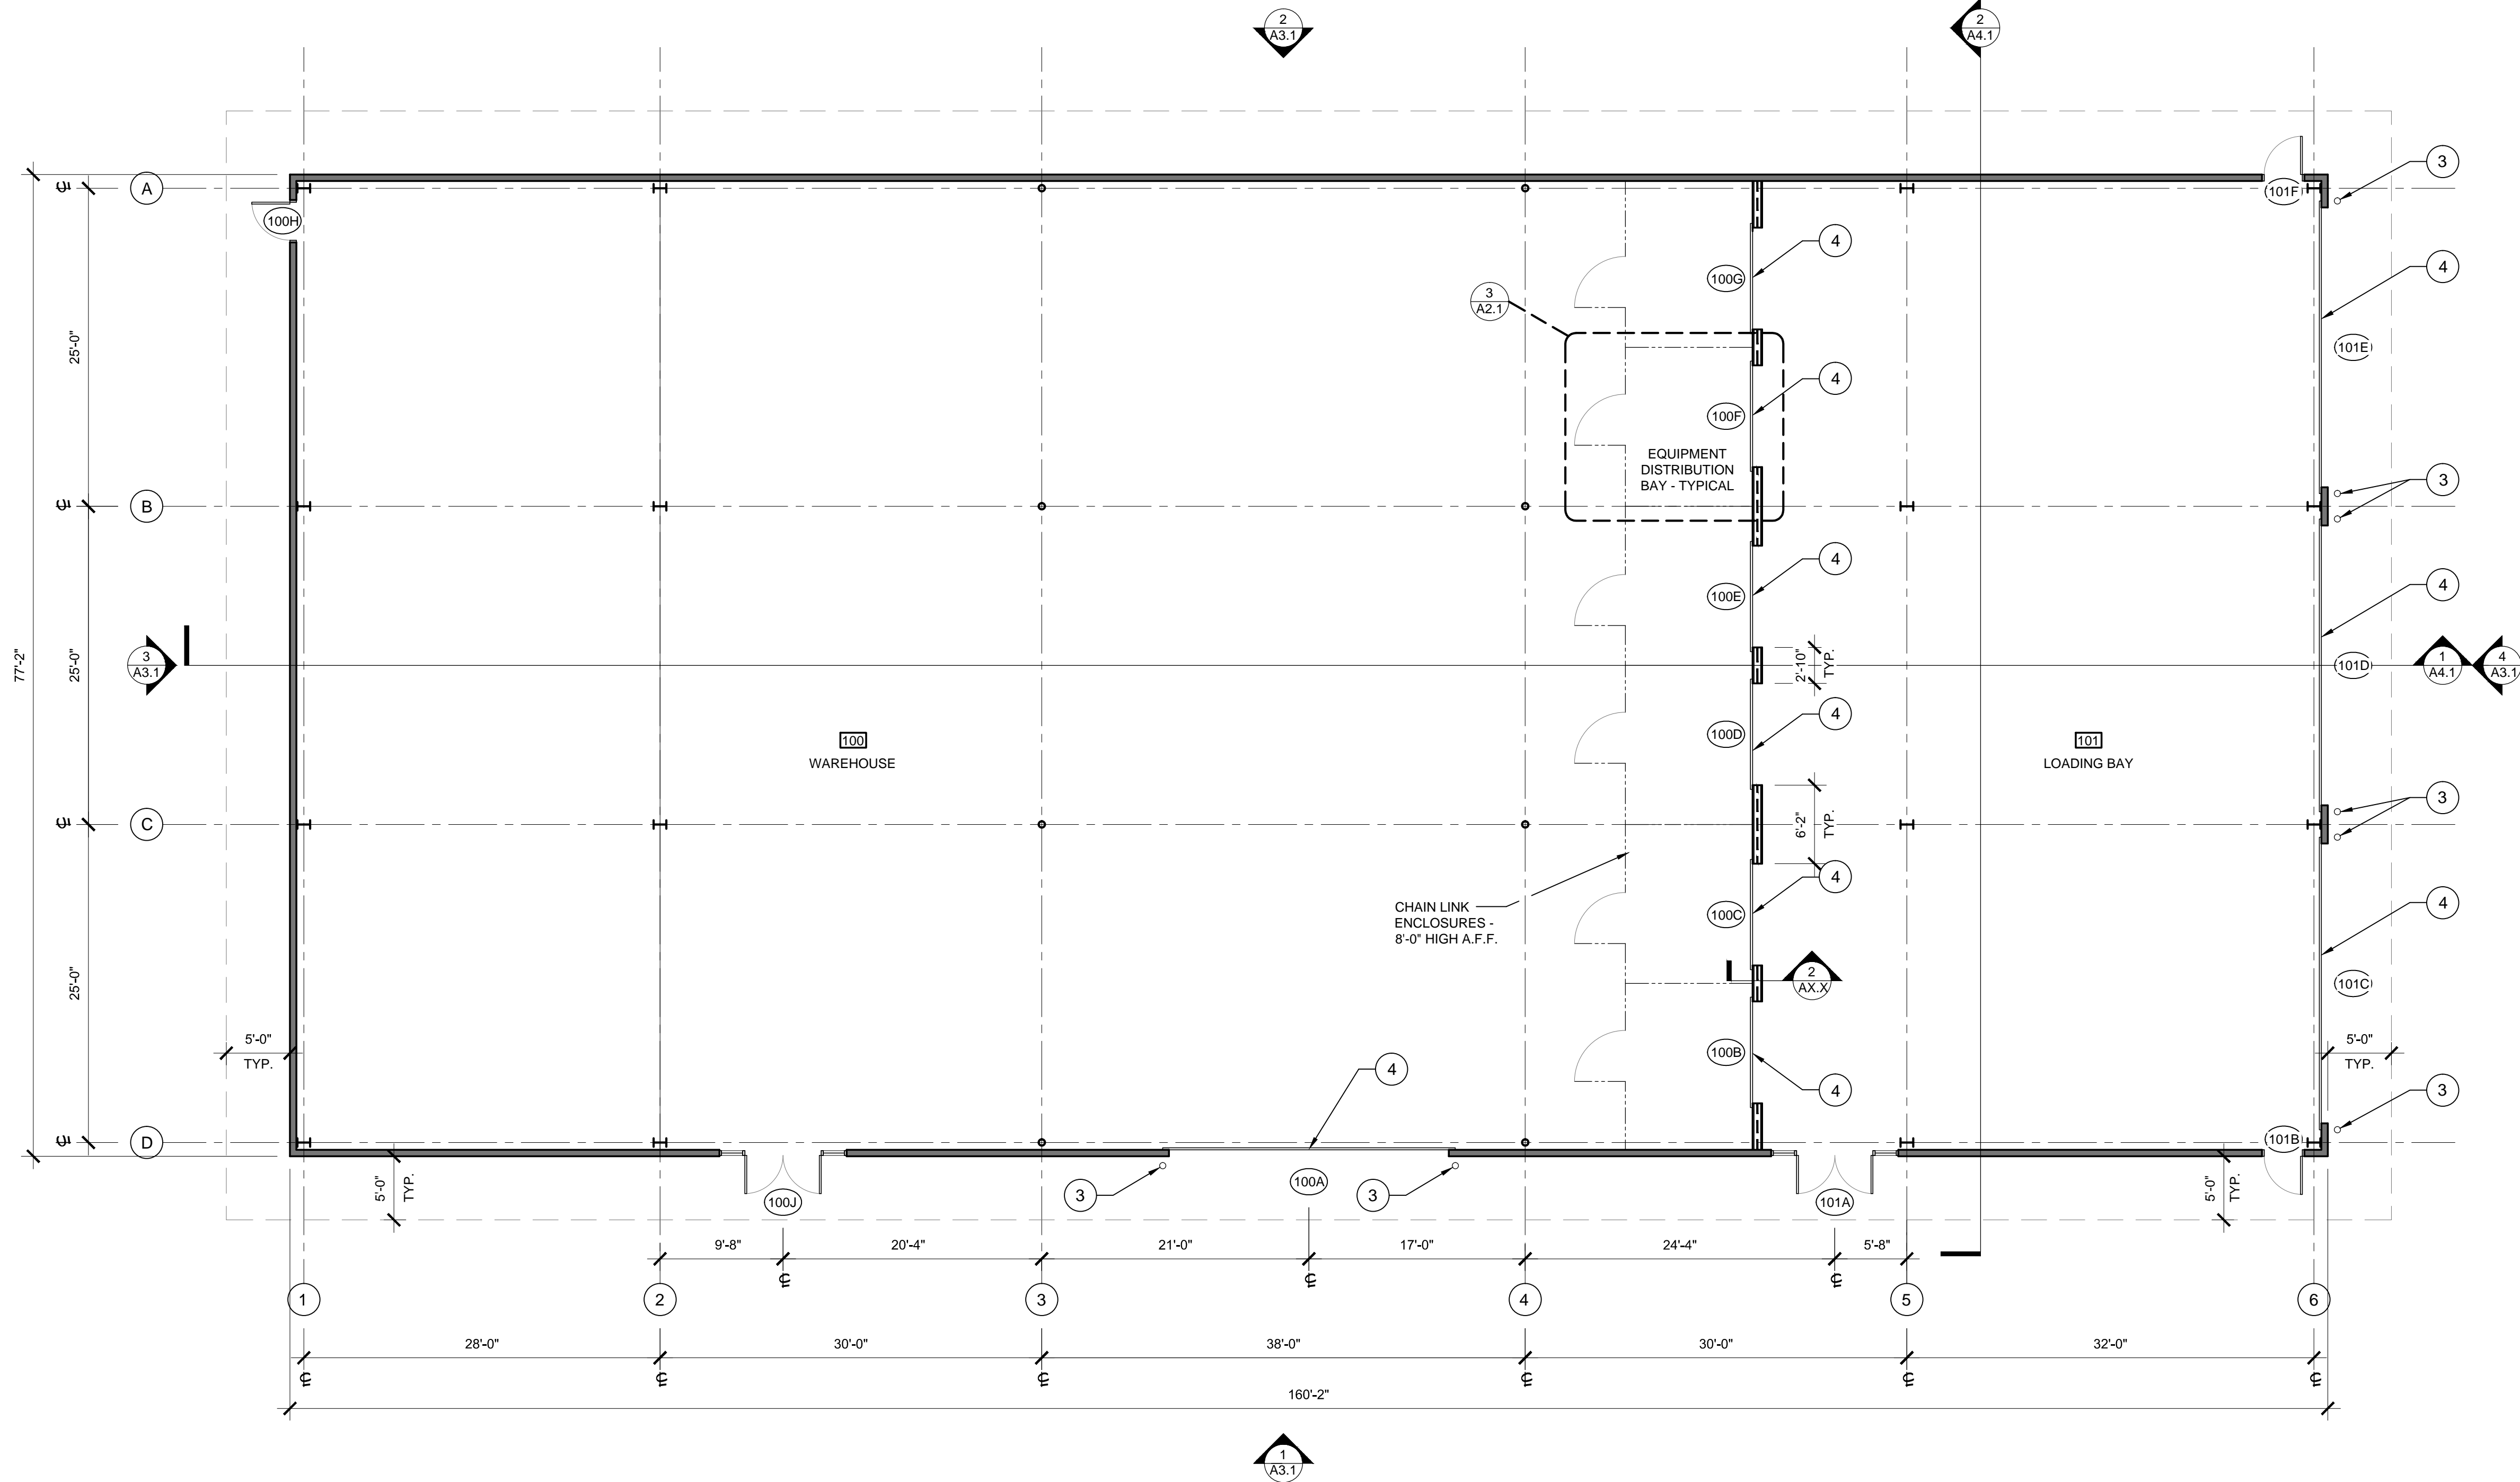 2
A3.1
2
A4.1
A
100H
101F
3
4
4
100G
3
A2.1
25'-0"
101E
4
100F
EQUIPMENT
DISTRIBUTION
BAY - TYPICAL
3
B
4
4
100E
77'-2"
25'-0"
3
A3.1
2'-10"
TYP.
101D
1
A4.1
4
A3.1
100D
4
100
WAREHOUSE
101
LOADING BAY
C
6'-2"
TYP.
3
4
CHAIN LINK
ENCLOSURES -
8'-0" HIGH A.F.F.
100C
4
25'-0"
2
AX.X
101C
5'-0"
TYP.
4
100B
4
5'-0"
TYP.
3
D
101B
5'-0"
TYP.
100J
3
100A
3
101A
5'-0"
TYP.
9'-8"
20'-4"
21'-0"
17'-0"
24'-4"
5'-8"
1
2
3
4
5
6
28'-0"
30'-0"
38'-0"
30'-0"
32'-0"
160'-2"
1
A3.1